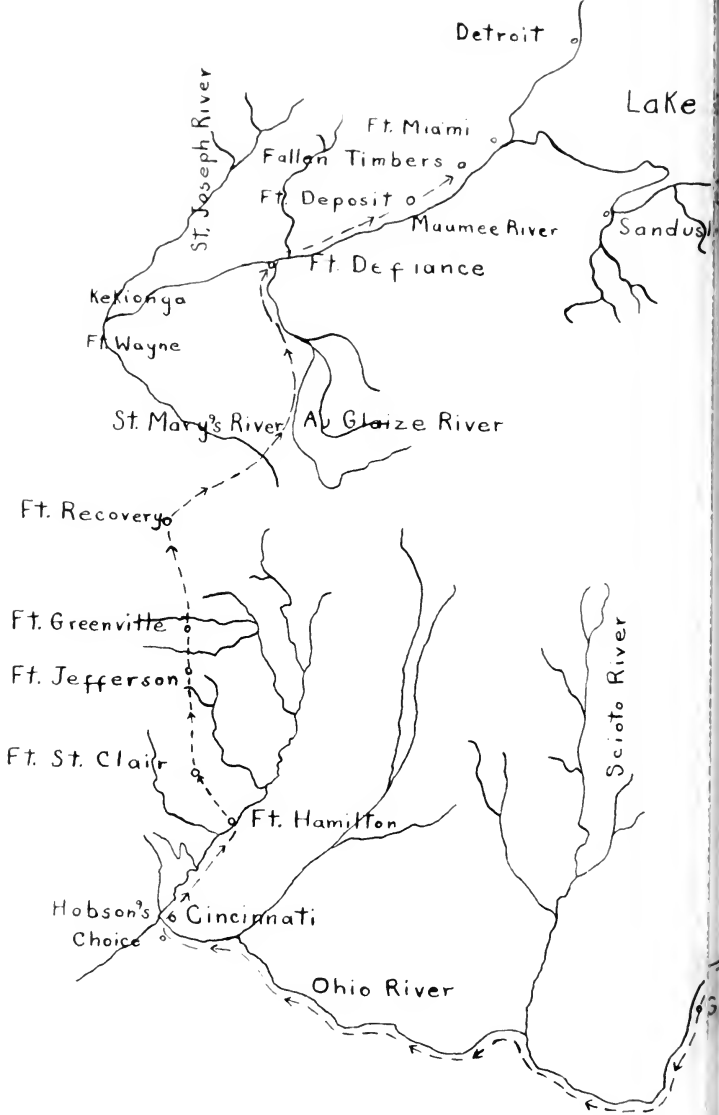 Detroit
Lake
St. Joseph River
Ft. Miami
Fallen Timbers
Ft. Deposit
Maumee River
Ft. Defiance
Kekionga
Ft. Wayne
St. Mary's River
Au Glaize River
Ft. Recovery
Ft. Greenville
Ft. Jefferson
Scioto River
Ft. St. Clair
Ft. Hamilton
Hobson's
Choice
Cincinnati
Ohio River